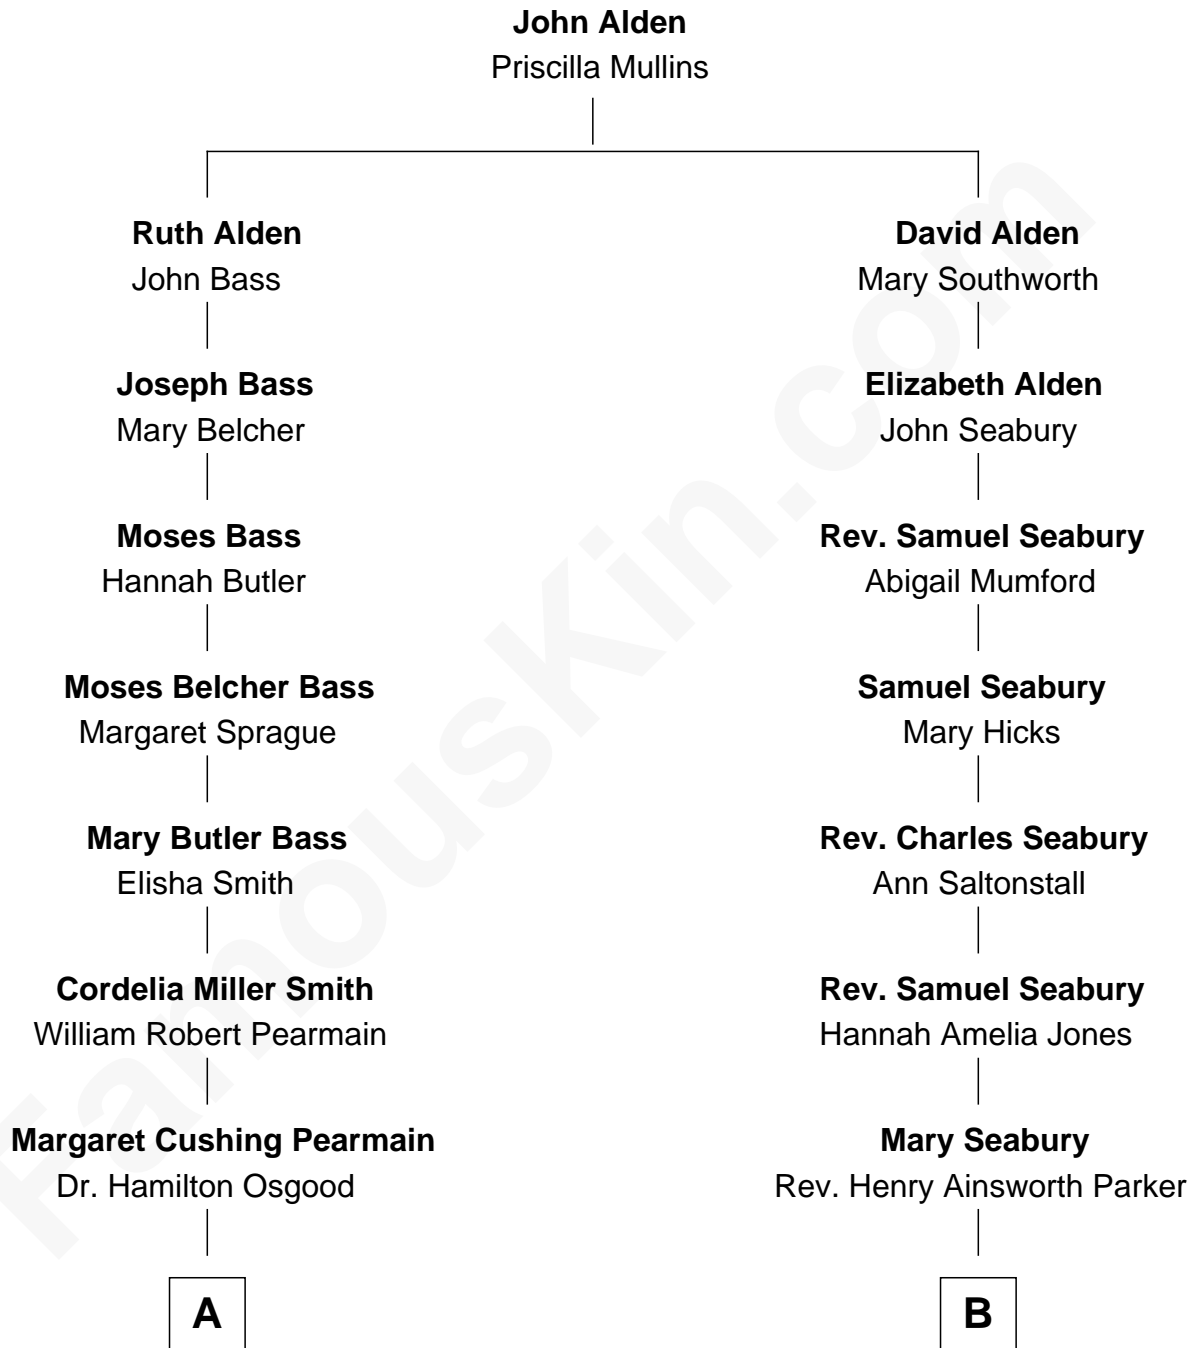 John Alden
Priscilla Mullins
Ruth Alden
John Bass
David Alden
Mary Southworth
Joseph Bass
Mary Belcher
Elizabeth Alden
John Seabury
Moses Bass
Hannah Butler
Rev. Samuel Seabury
Abigail Mumford
Moses Belcher Bass
Margaret Sprague
Samuel Seabury
Mary Hicks
Mary Butler Bass
Elisha Smith
Rev. Charles Seabury
Ann Saltonstall
Cordelia Miller Smith
William Robert Pearmain
Rev. Samuel Seabury
Hannah Amelia Jones
Margaret Cushing Pearmain
Dr. Hamilton Osgood
Mary Seabury
Rev. Henry Ainsworth Parker
A
B
FamousKin.com